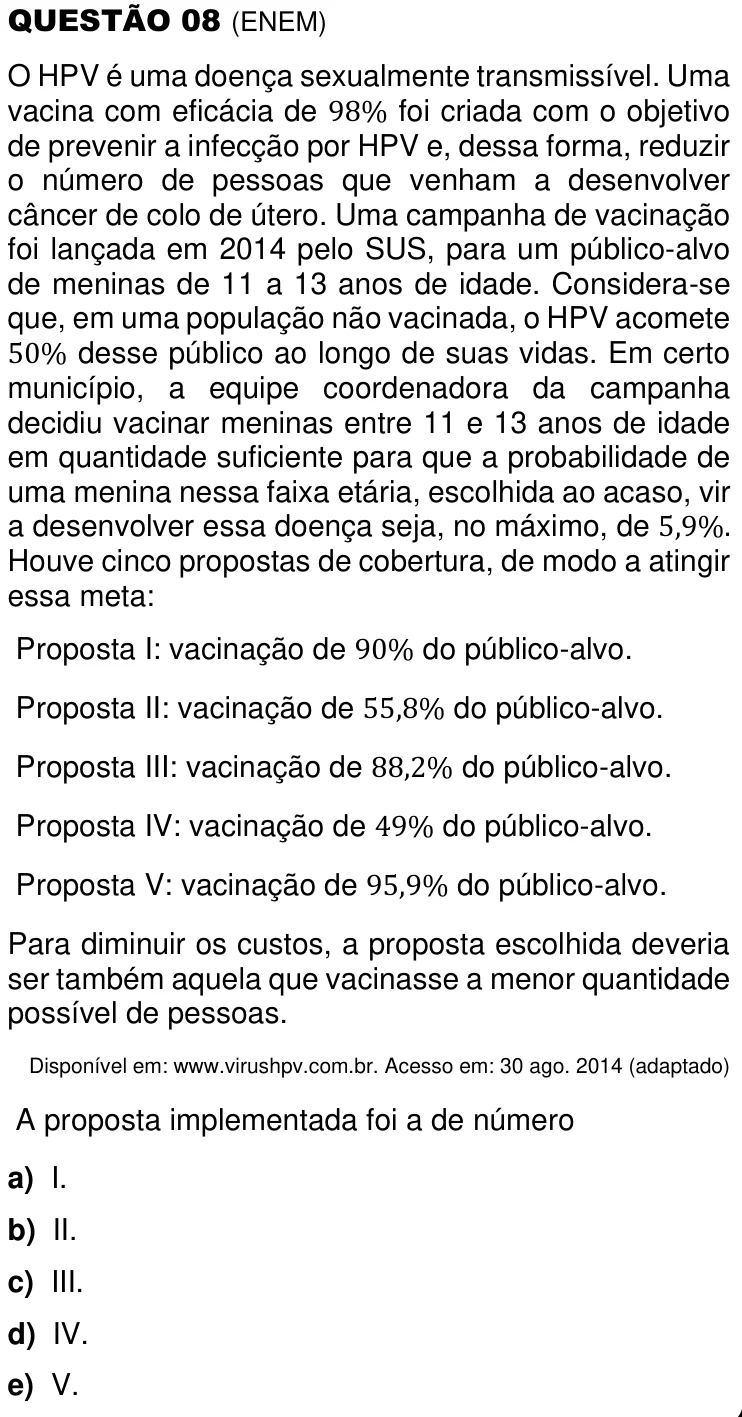 QUESTÃO 08 (ENEM)
O HPV é uma doença sexualmente transmissível. Uma
vacina com eficácia de 98% foi criada com o objetivo
de prevenir a infecção por HPV e, dessa forma, reduzir
o número de pessoas que venham a desenvolver
câncer de colo de útero. Uma campanha de vacinação
foi lançada em 2014 pelo SUS, para um público-alvo
de meninas de 11 a 13 anos de idade. Considera-se
que, em uma população não vacinada, o HPV acomete
50% desse público ao longo de suas vidas. Em certo
município, a equipe coordenadora da campanha
decidiu vacinar meninas entre 11 e 13 anos de idade
em quantidade suficiente para que a probabilidade de
uma menina nessa faixa etária, escolhida ao acaso, vir
a desenvolver essa doença seja, no máximo, de 5,9%.
Houve cinco propostas de cobertura, de modo a atingir
essa meta:
Proposta I: vacinação de 90% do público-alvo.
Proposta II: vacinação de 55,8% do público-alvo.
Proposta III: vacinação de 88,2% do público-alvo.
Proposta IV: vacinação de 49% do público-alvo.
Proposta V: vacinação de 95,9% do público-alvo.
Para diminuir os custos, a proposta escolhida deveria
ser também aquela que vacinasse a menor quantidade
possível de pessoas.
Disponível em: www.virushpv.com.br. Acesso em: 30 ago. 2014 (adaptado)
A proposta implementada foi a de número
a) I.
b) II.
c) III.
d) IV.
e) V.